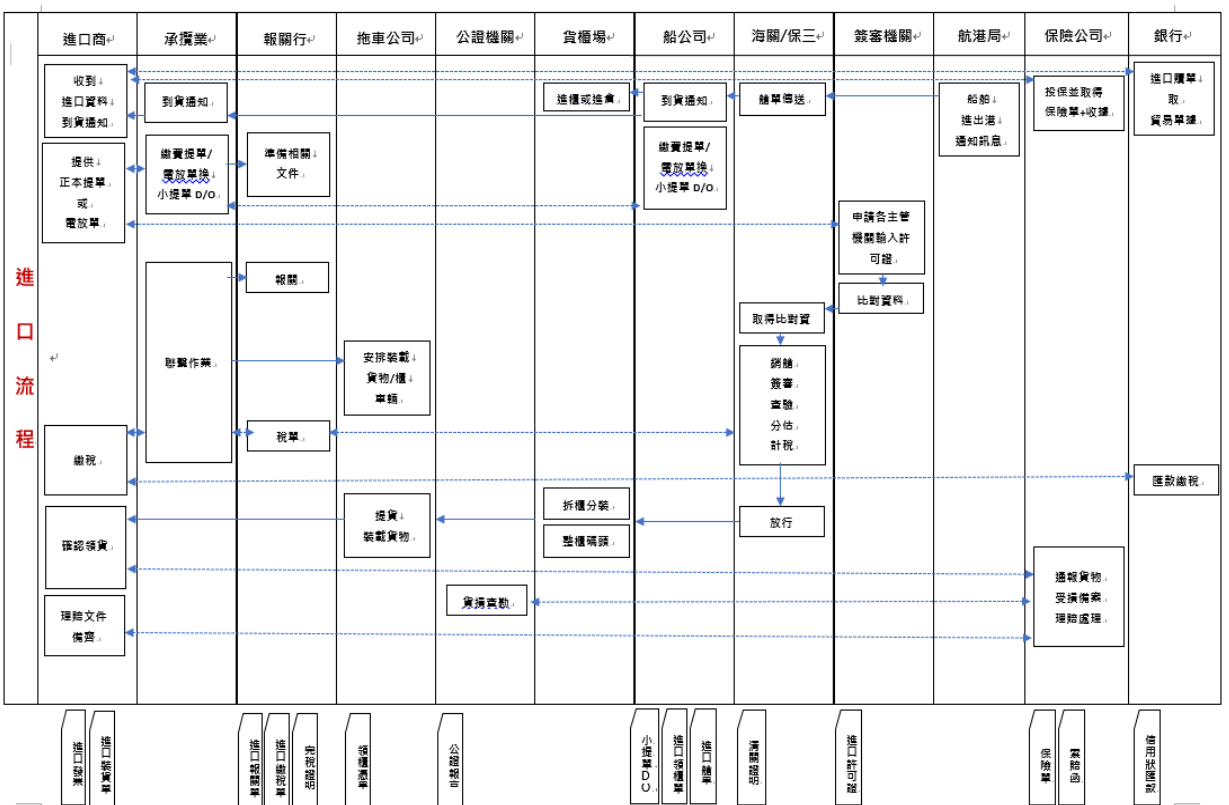 進口商
承攬業
報關行
拖車公司
公證機關
貨櫃場
船公司
海關/保三
簽審機關
航港局
保險公司
銀行
進
口
流
程
收到
進口資料
到貨通知
到貨通知
進櫃或進倉
到貨通知
艙單傳送
船舶
進出港
通知訊息
投保並取得
保險單+收據
進口贖單
取
貿易單據
提供
正本提單
或
電放單
繳費提單/
電放單換
小提單 D/O
準備相關
文件
繳費提單/
電放單換
小提單 D/O
申請各主管
機關輸入許
可證
報關
比對資料
取得比對資
聯繫作業
安排裝載
貨物/櫃
車輛
銷艙
簽審
查驗
分估
計稅
繳稅
稅單
匯款繳稅
確認領貨
提貨
裝載貨物
拆櫃分裝
整櫃碼頭
放行
通報貨物
受損備案
理賠處理
貨損查勘
理賠文件
備齊
進口發票
進口裝貨單
進口報關單
進口繳稅單
完稅證明
領櫃憑單
公證報告
小提單D/O
進口領櫃單
進口艙單
清關證明
進口許可證
保險單
索賠函
信用狀匯款